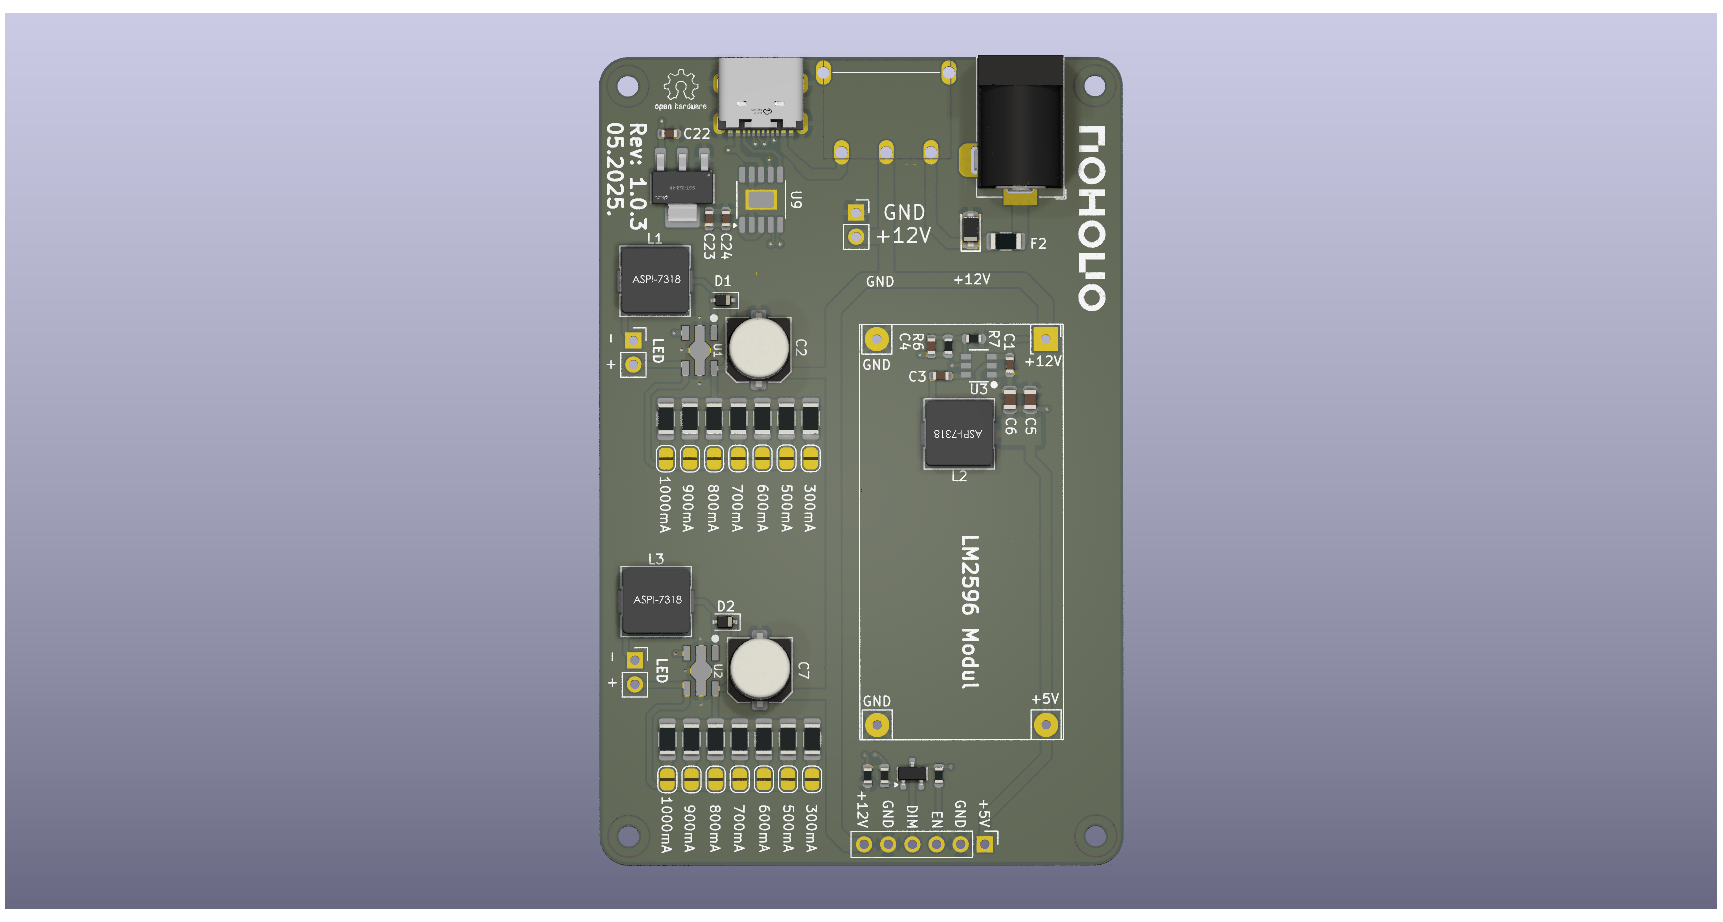 open hardware
Rev: 1.0.3
05.2025.
C22
U9
C23
C24
ПОНОLIO
GND
+12V
F2
GND
+12V
L1
ASPI-7318
D1
C2
U1
-
+
LED
1000mA
900mA
800mA
700mA
600mA
500mA
300mA
GND
C4
R6
R7
C1
+12V
C3
U3
C6
C5
ASPI-7318
L2
LM2596 Modul
GND
+5V
L3
ASPI-7318
D2
C7
U2
-
+
LED
1000mA
900mA
800mA
700mA
600mA
500mA
300mA
+12V
GND
DIM
EN
GND
+5V